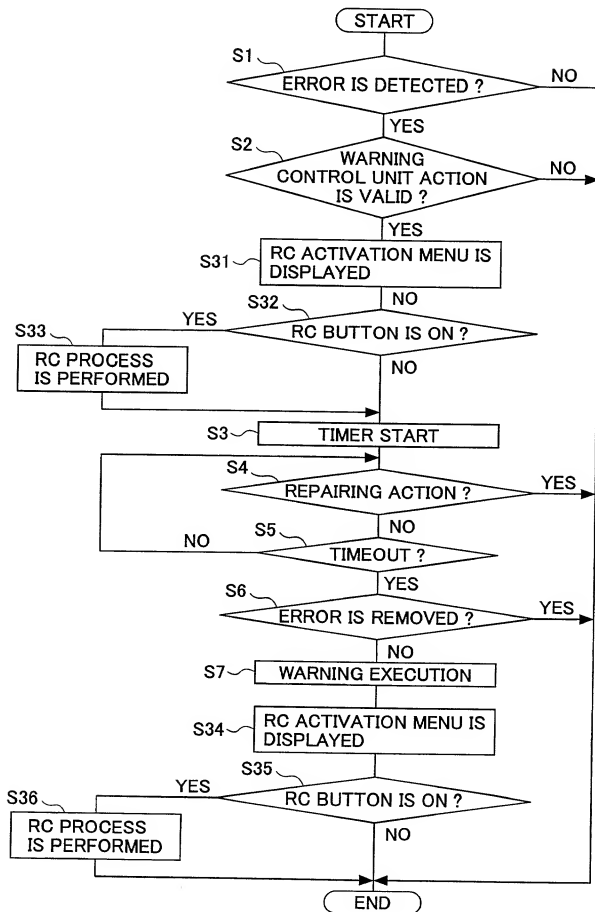 START
S1
ERROR IS DETECTED ?
NO
YES
S2
WARNING
CONTROL UNIT ACTION
IS VALID ?
NO
YES
S31
RC ACTIVATION MENU IS
DISPLAYED
NO
S32
YES
RC BUTTON IS ON ?
S33
RC PROCESS
IS PERFORMED
NO
S3
TIMER START
S4
REPAIRING ACTION ?
YES
NO
S5
NO
TIMEOUT ?
YES
S6
ERROR IS REMOVED ?
YES
NO
S7
WARNING EXECUTION
S34
RC ACTIVATION MENU IS
DISPLAYED
S35
YES
RC BUTTON IS ON ?
S36
RC PROCESS
IS PERFORMED
NO
END